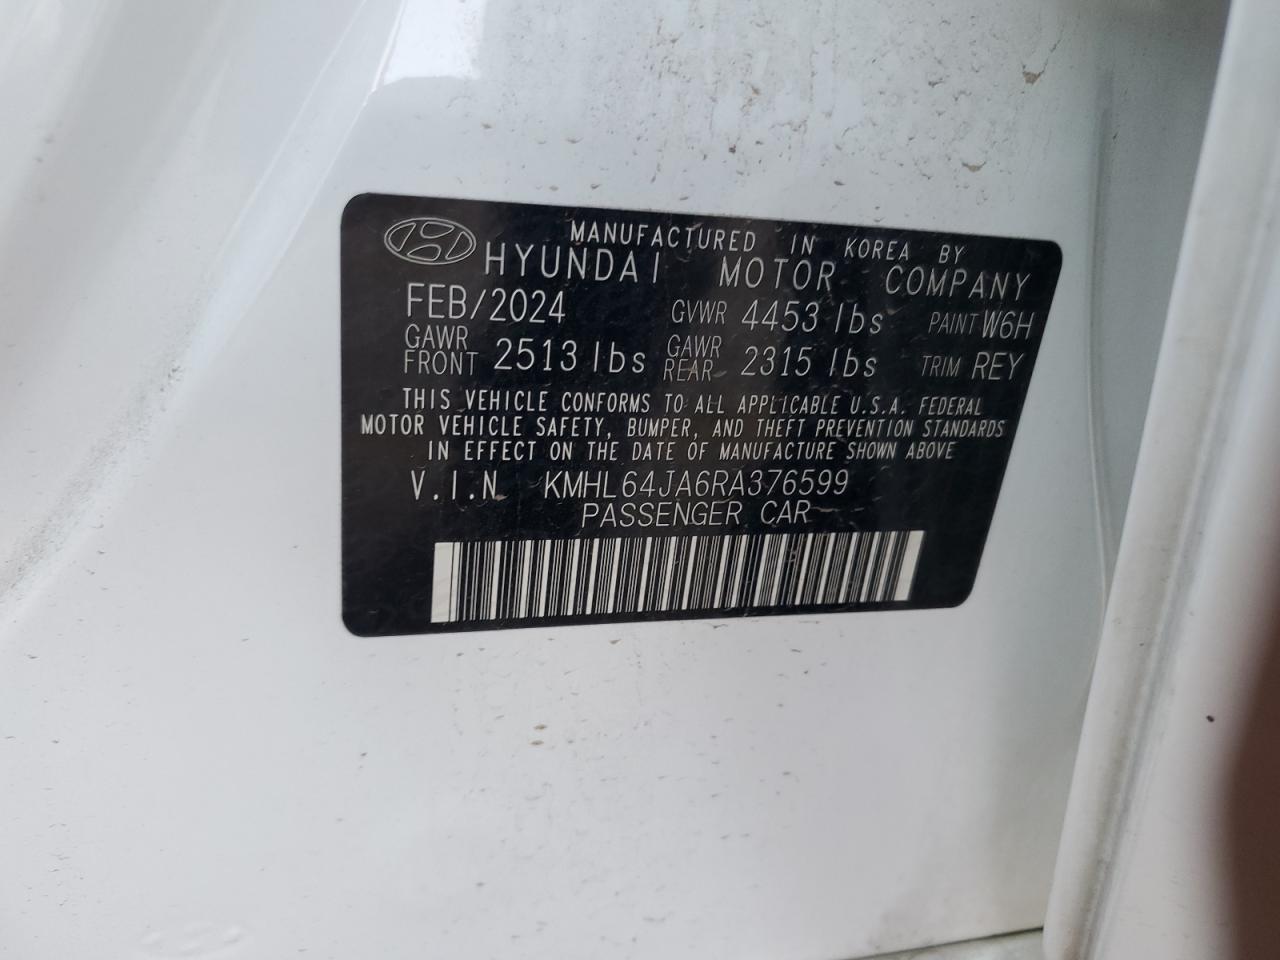 MANUFACTURED IN KOREA BY
HYUNDAI MOTOR COMPANY
FEB/2024 GVWR 4453 lbs PAINT W6H
GAWR FRONT 2513 lbs GAWR REAR 2315 lbs TRIM REY
THIS VEHICLE CONFORMS TO ALL APPLICABLE U.S.A. FEDERAL
MOTOR VEHICLE SAFETY, BUMPER, AND THEFT PREVENTION STANDARDS
IN EFFECT ON THE DATE OF MANUFACTURE SHOWN ABOVE
V.I.N KMHL64JA6RA376599
PASSENGER CAR